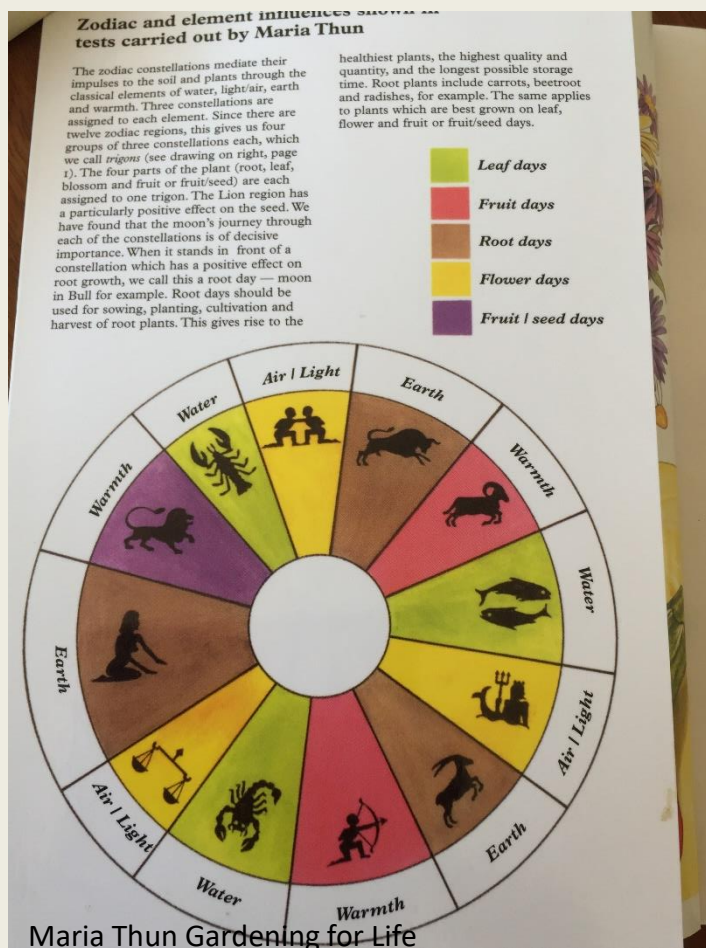 Zodiac and element influences shown in
tests carried out by Maria Thun
The zodiac constellations mediate their
impulses to the soil and plants through the
classical elements of water, light/air, earth
and warmth. Three constellations are
assigned to each element. Since there are
twelve zodiac regions, this gives us four
groups of three constellations each, which
we call trigons (see drawing on right, page
1). The four parts of the plant (root, leaf,
blossom and fruit or fruit/seed) are each
assigned to one trigon. The Lion region has
a particularly positive effect on the seed. We
have found that the moon's journey through
each of the constellations is of decisive
importance. When it stands in front of a
constellation which has a positive effect on
root growth, we call this a root day — moon
in Bull for example. Root days should be
used for sowing, planting, cultivation and
harvest of root plants. This gives rise to the
healthiest plants, the highest quality and
quantity, and the longest possible storage
time. Root plants include carrots, beetroot
and radishes, for example. The same applies
to plants which are best grown on leaf,
flower and fruit or fruit/seed days.
Leaf days
Fruit days
Root days
Flower days
Fruit / seed days
Air / Light
Earth
Warmth
Water
Air / Light
Earth
Warmth
Water
Air / Light
Earth
Warmth
Water
Maria Thun Gardening for Life